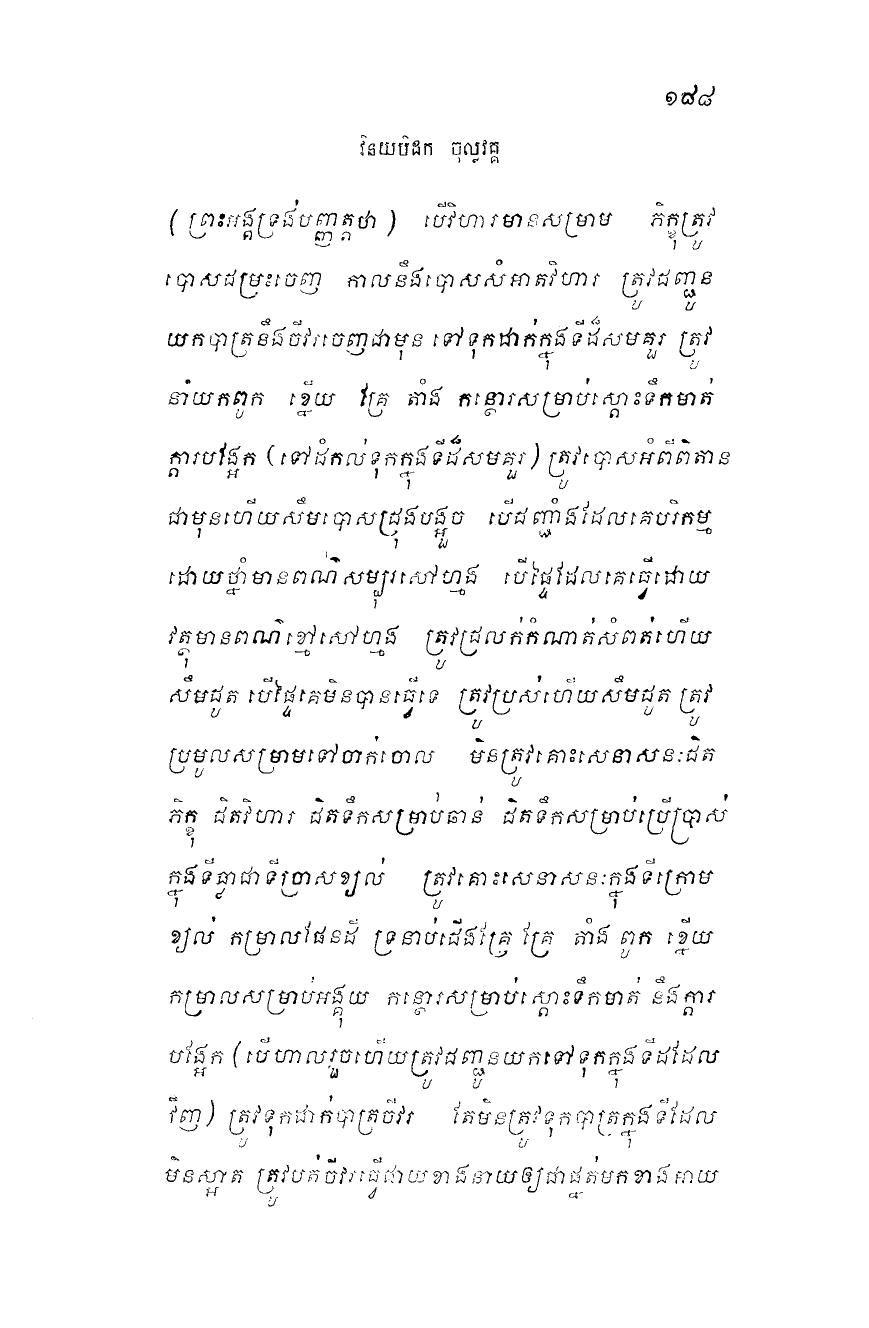 ១៨៨
វិនយបិដក ចុល្លវគ្គ
(ព្រះអង្គទ្រង់បញ្ញត្តថា) បើវិហារមានសម្រាម ភិក្ខុត្រូវ
បោសជម្រះចេញ កាលនឹងបោសសំអាតវិហារ ត្រូវជញ្ជូន
យកបាត្រនឹងចីវរចេញជាមុន ទៅទុកដាក់ក្នុងទីដ៏សមគួរ ត្រូវ
នាំយកពូក ខ្នើយ គ្រែ តាំង កន្ថោរសម្រាប់ស្តោះទឹកមាត់
ក្តារបង្អែក (ទៅដំកល់ទុកក្នុងទីដ៏សមគួរ) ត្រូវបោសអំពីពិតាន
ជាមុនហើយសឹមបោសជ្រុងបង្អួច បើជញ្ជាំងដែលគេបរិកម្ម
ដោយថ្នាំមានពណ៌សម្បុរសៅហ្មង បើផ្ទៃដែលគេធ្វើដោយ
វត្ថុមានពណ៌ខ្មៅសៅហ្មង ត្រូវជ្រលក់កំណាត់សំពត់ហើយ
សឹមជូត បើផ្ទៃគេមិនបានធ្វើទេ ត្រូវប្រស់ហើយសឹមជូត ត្រូវ
ប្រមូលសម្រាមទៅចាក់ចោល មិនត្រូវគោះសេនាសនៈជិត
ភិក្ខុ ជិតវិហារ ជិតទឹកសម្រាប់ឆាន់ ជិតទឹកសម្រាប់ប្រើប្រាស់
ក្នុងទីធ្លាជាទីប្រាសខ្យល់ ត្រូវគោះសេនាសនៈក្នុងទីក្រោម
ខ្យល់ កម្រាលផែនដី ទ្រនាប់ជើងគ្រែ គ្រែ តាំង ពូក ខ្នើយ
កម្រាលសម្រាប់អង្គុយ កន្ថោរសម្រាប់ស្តោះទឹកមាត់ នឹងក្តារ
បង្អែក (បើហាលរួចហើយត្រូវជញ្ជូនយកទៅទុកក្នុងទីដដែល
វិញ) ត្រូវទុកដាក់បាត្រចីវរ តែមិនត្រូវទុកបាត្រក្នុងទីដែល
មិនស្អាត ត្រូវបត់ចីវរធ្វើជាយខាងនាយឲ្យជាផ្នត់មកខាងអាយ